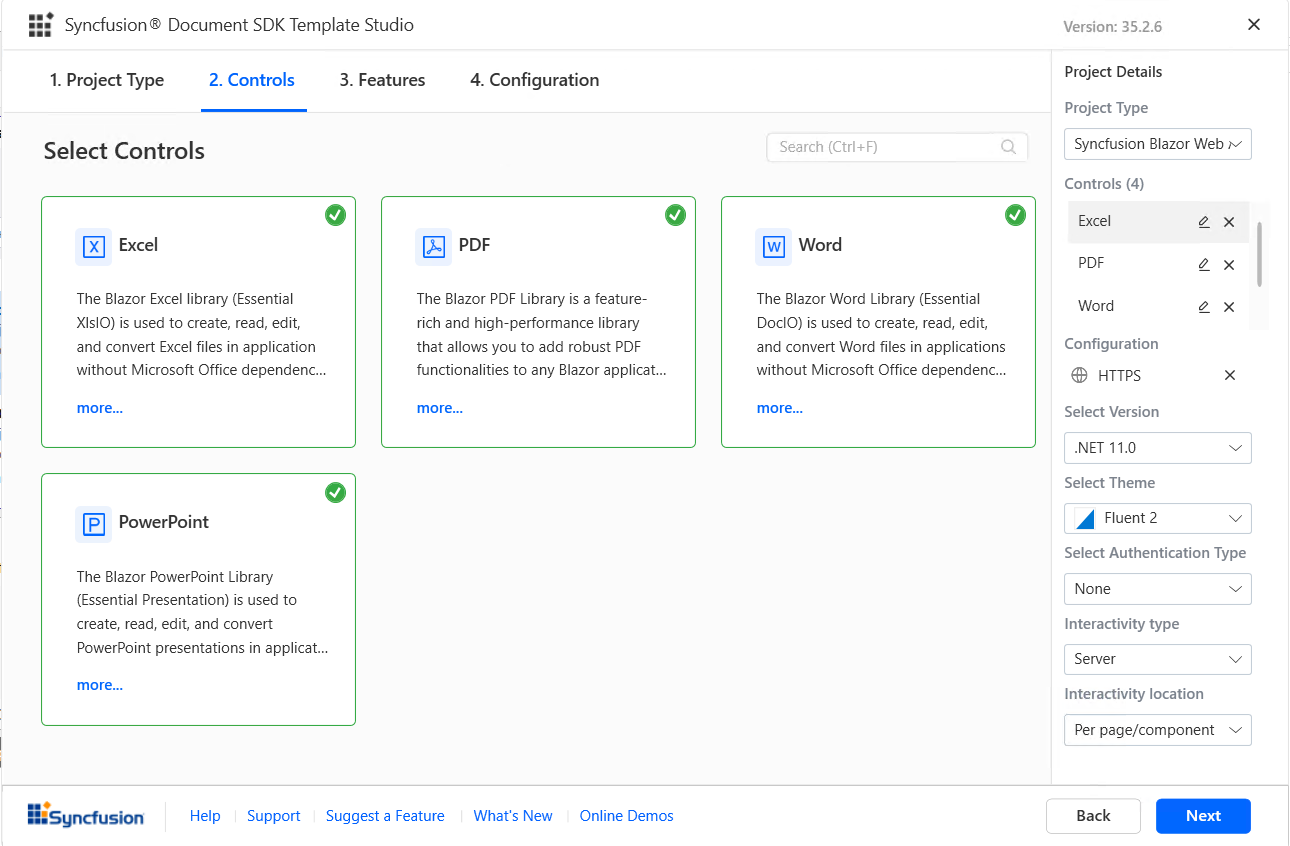 Syncfusion® Document SDK Template Studio
Version: 35.2.6
1. Project Type
2. Controls
3. Features
4. Configuration
Select Controls
Search (Ctrl+F)
Excel
The Blazor Excel library (Essential
XlsIO) is used to create, read, edit,
and convert Excel files in application
without Microsoft Office dependenc...
more...
PDF
The Blazor PDF Library is a feature-
rich and high-performance library
that allows you to add robust PDF
functionalities to any Blazor applicat...
more...
Word
The Blazor Word Library (Essential
DocIO) is used to create, read, edit,
and convert Word files in applications
without Microsoft Office dependenc...
more...
PowerPoint
The Blazor PowerPoint Library
(Essential Presentation) is used to
create, read, edit, and convert
PowerPoint presentations in applicat...
more...
Project Details
Project Type
Syncfusion Blazor Web
Controls (4)
Excel
PDF
Word
Configuration
HTTPS
Select Version
.NET 11.0
Select Theme
Fluent 2
Select Authentication Type
None
Interactivity type
Server
Interactivity location
Per page/component
Syncfusion
Help
Support
Suggest a Feature
What's New
Online Demos
Back
Next